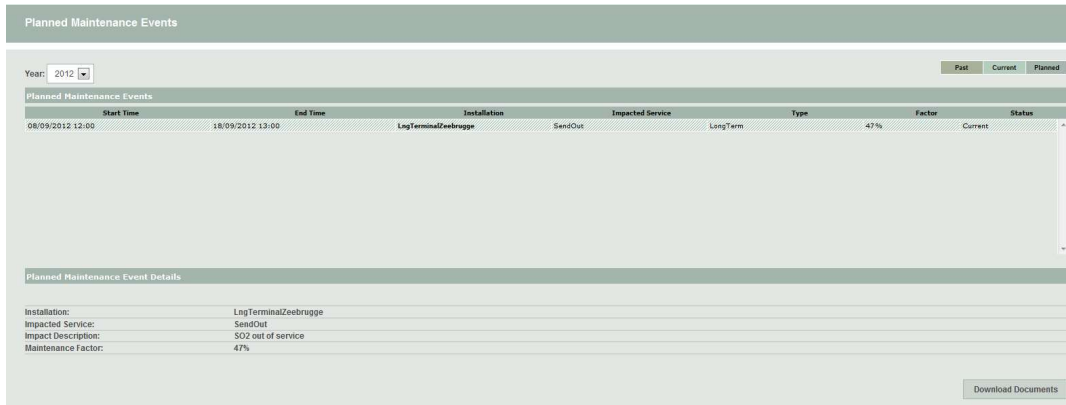 Planned Maintenance Events
Year: 2012
Past Current Planned
Planned Maintenance Events
Start Time End Time Installation Impacted Service Type Factor Status
08/09/2012 12:00 18/09/2012 13:00 LngTerminalZeebrugge SendOut LongTerm 47% Current
Planned Maintenance Event Details
Installation: LngTerminalZeebrugge
Impacted Service: SendOut
Impact Description: SO2 out of service
Maintenance Factor: 47%
Download Documents